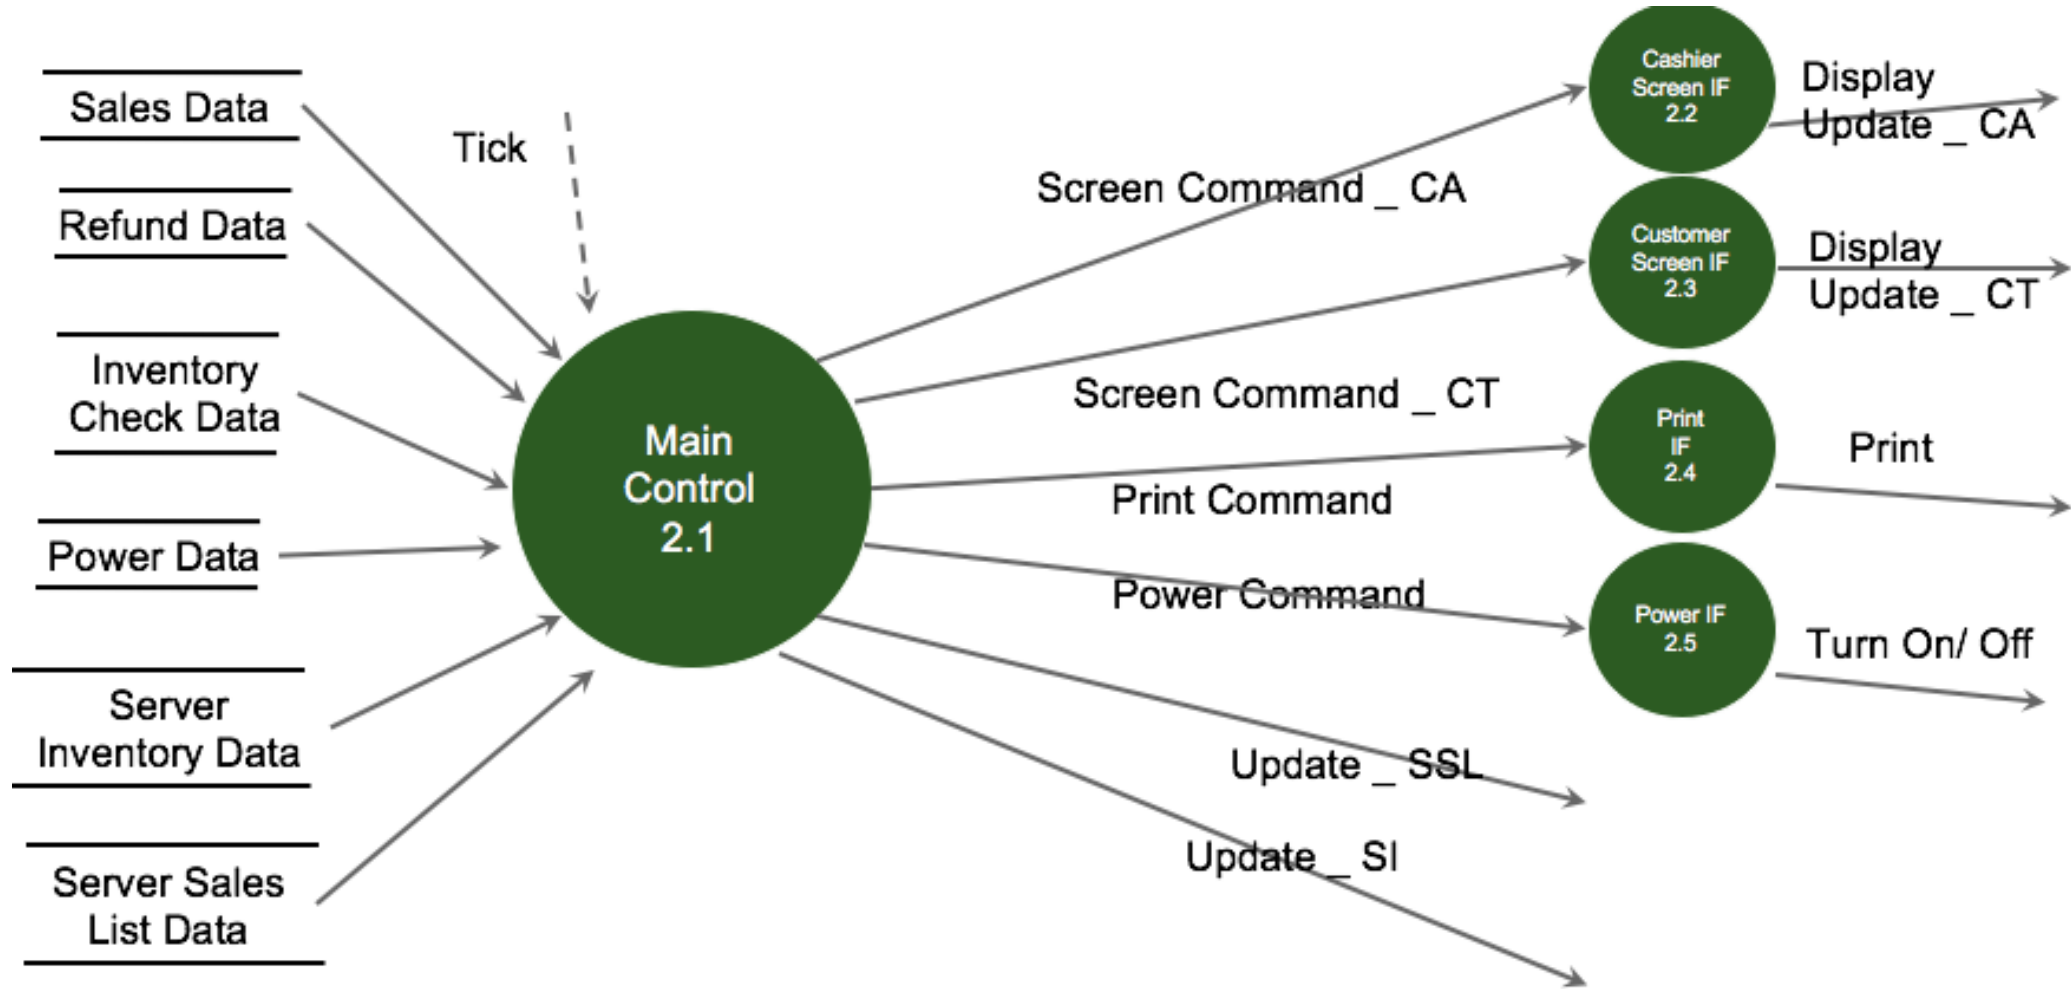 Sales Data
Refund Data
Inventory
Check Data
Power Data
Server
Inventory Data
Server Sales
List Data
Tick
Main
Control
2.1
Screen Command _ CA
Screen Command _ CT
Print Command
Power Command
Update _ SSL
Update _ SI
Cashier
Screen IF
2.2
Display
Update _ CA
Customer
Screen IF
2.3
Display
Update _ CT
Print
IF
2.4
Print
Power IF
2.5
Turn On/ Off